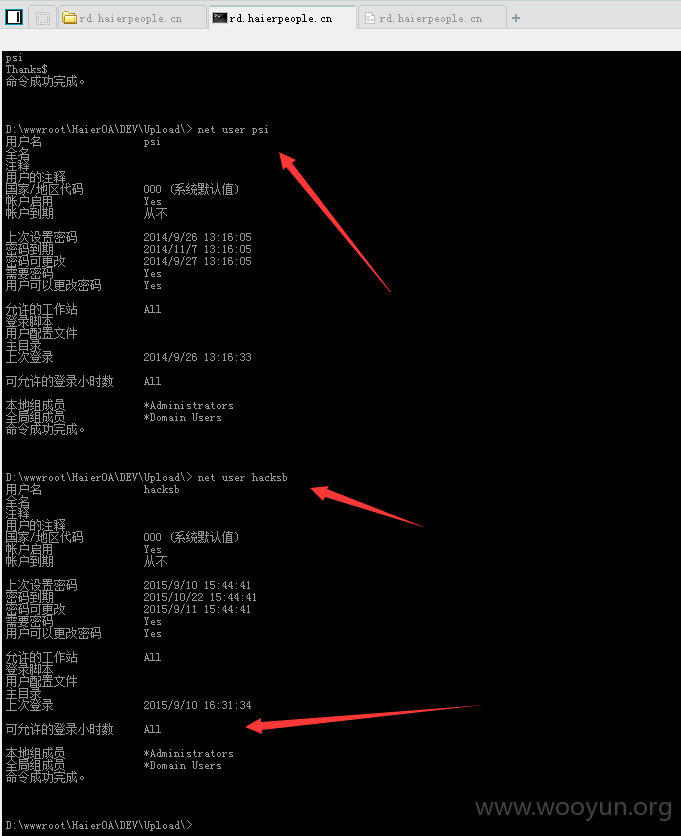 rd.haierpeople.cn
rd.haierpeople.cn
rd.haierpeople.cn
psi
Thanks$
命令成功完成。
D:\wwwroot\HaierOA\DEV\Upload\> net user psi
用户名 psi
全名
注释
用户的注释
国家/地区代码 000 (系统默认值)
帐户启用 Yes
帐户到期 从不
上次设置密码 2014/9/26 13:16:05
密码到期 2014/11/7 13:16:05
密码可更改 2014/9/27 13:16:05
需要密码 Yes
用户可以更改密码 Yes
允许的工作站 All
登录脚本
用户配置文件
主目录
上次登录 2014/9/26 13:16:33
可允许的登录小时数 All
本地组成员 *Administrators
全局组成员 *Domain Users
命令成功完成。
D:\wwwroot\HaierOA\DEV\Upload\> net user hacksb
用户名 hacksb
全名
注释
用户的注释
国家/地区代码 000 (系统默认值)
帐户启用 Yes
帐户到期 从不
上次设置密码 2015/9/10 15:44:41
密码到期 2015/10/22 15:44:41
密码可更改 2015/9/11 15:44:41
需要密码 Yes
用户可以更改密码 Yes
允许的工作站 All
登录脚本
用户配置文件
主目录
上次登录 2015/9/10 16:31:34
可允许的登录小时数 All
本地组成员 *Administrators
全局组成员 *Domain Users
命令成功完成。
D:\wwwroot\HaierOA\DEV\Upload\>
www.wooyun.org